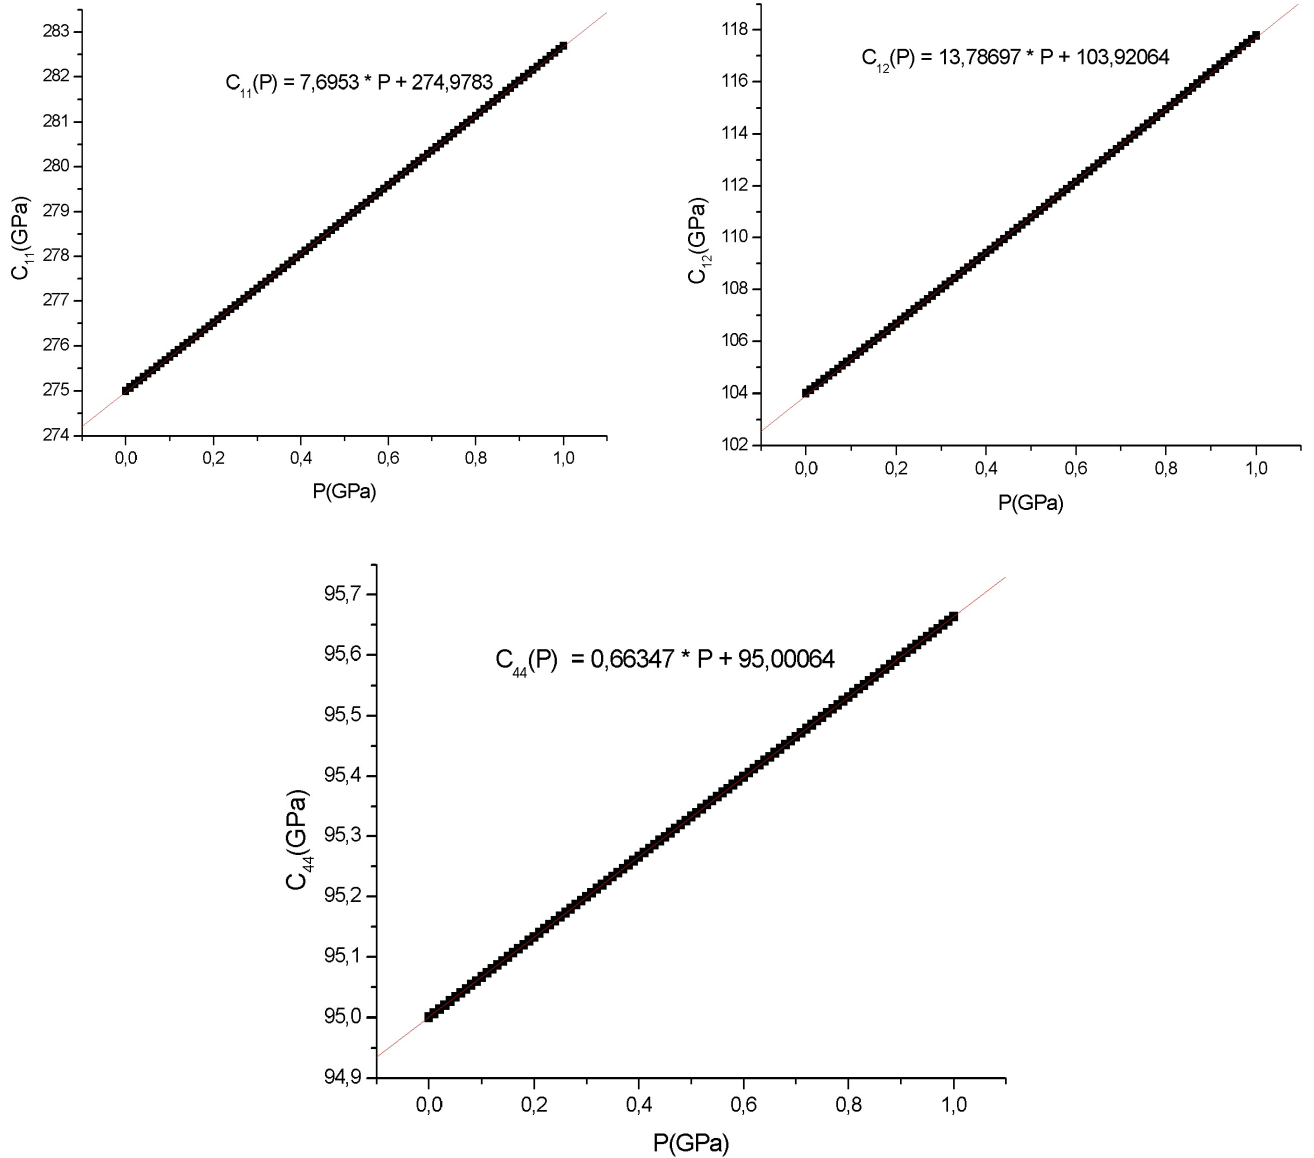 283
282
281
280
279
278
277
276
275
274
C11(GPa)
C11(P) = 7,6953 * P + 274,9783
0,0 0,2 0,4 0,6 0,8 1,0
P(GPa)
118
116
114
112
110
108
106
104
102
C12(GPa)
C12(P) = 13,78697 * P + 103,92064
0,0 0,2 0,4 0,6 0,8 1,0
P(GPa)
95,7
95,6
95,5
95,4
95,3
95,2
95,1
95,0
94,9
C44(GPa)
C44(P) = 0,66347 * P + 95,00064
0,0 0,2 0,4 0,6 0,8 1,0
P(GPa)